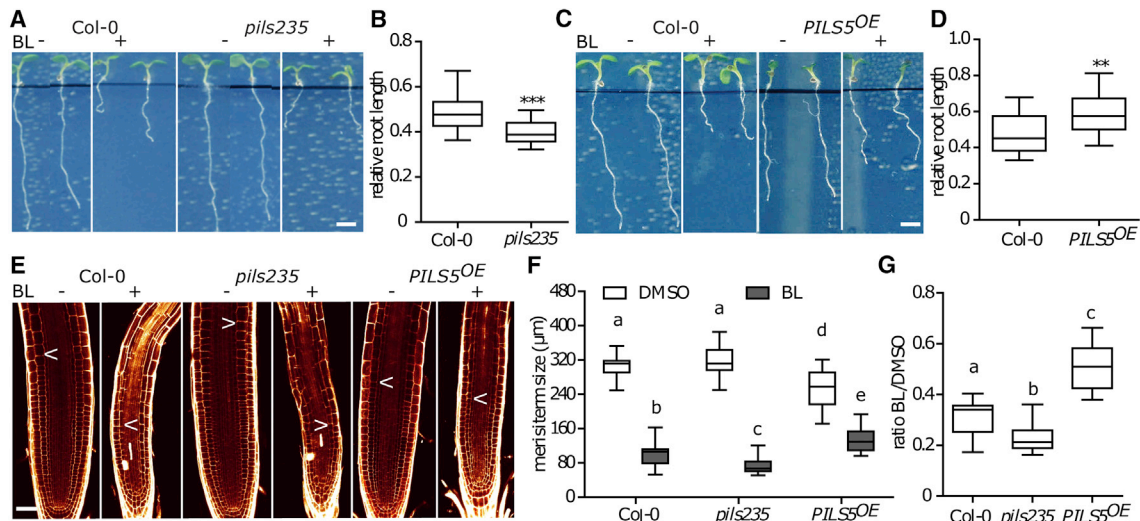 A
Col-0
pils235
BL - + - +
B
relative root length
0.8
0.6
0.4
0.2
0
***
Col-0
pils235
C
Col-0
PILS5OE
BL - + - +
D
relative root length
1.0
0.8
0.6
0.4
0.2
0
**
Col-0
PILS5OE
E
Col-0
pils235
PILS5OE
BL - + - + - +
< < > > < <
F
merisitem size (µm)
480
400
320
240
160
80
0
DMSO
BL
a
b
a
c
d
e
Col-0
pils235
PILS5OE
G
ratio BL/DMSO
0.8
0.6
0.4
0.2
0
a
b
c
Col-0
pils235
PILS5OE